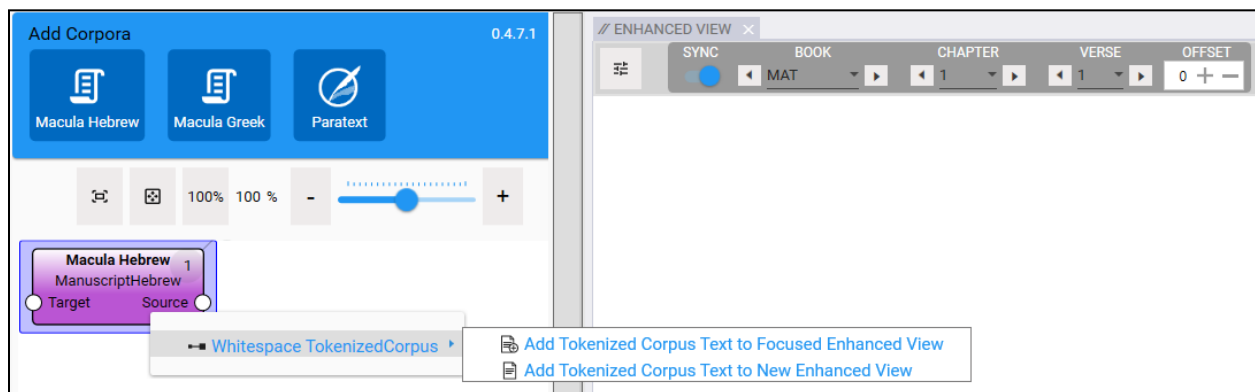 Add Corpora
0.4.7.1
Macula Hebrew
Macula Greek
Paratext
100%
100 %
-
+
Macula Hebrew
1
ManuscriptHebrew
Target
Source
Whitespace TokenizedCorpus
Add Tokenized Corpus Text to Focused Enhanced View
Add Tokenized Corpus Text to New Enhanced View
// ENHANCED VIEW
SYNC
BOOK
CHAPTER
VERSE
OFFSET
MAT
1
1
0 + −